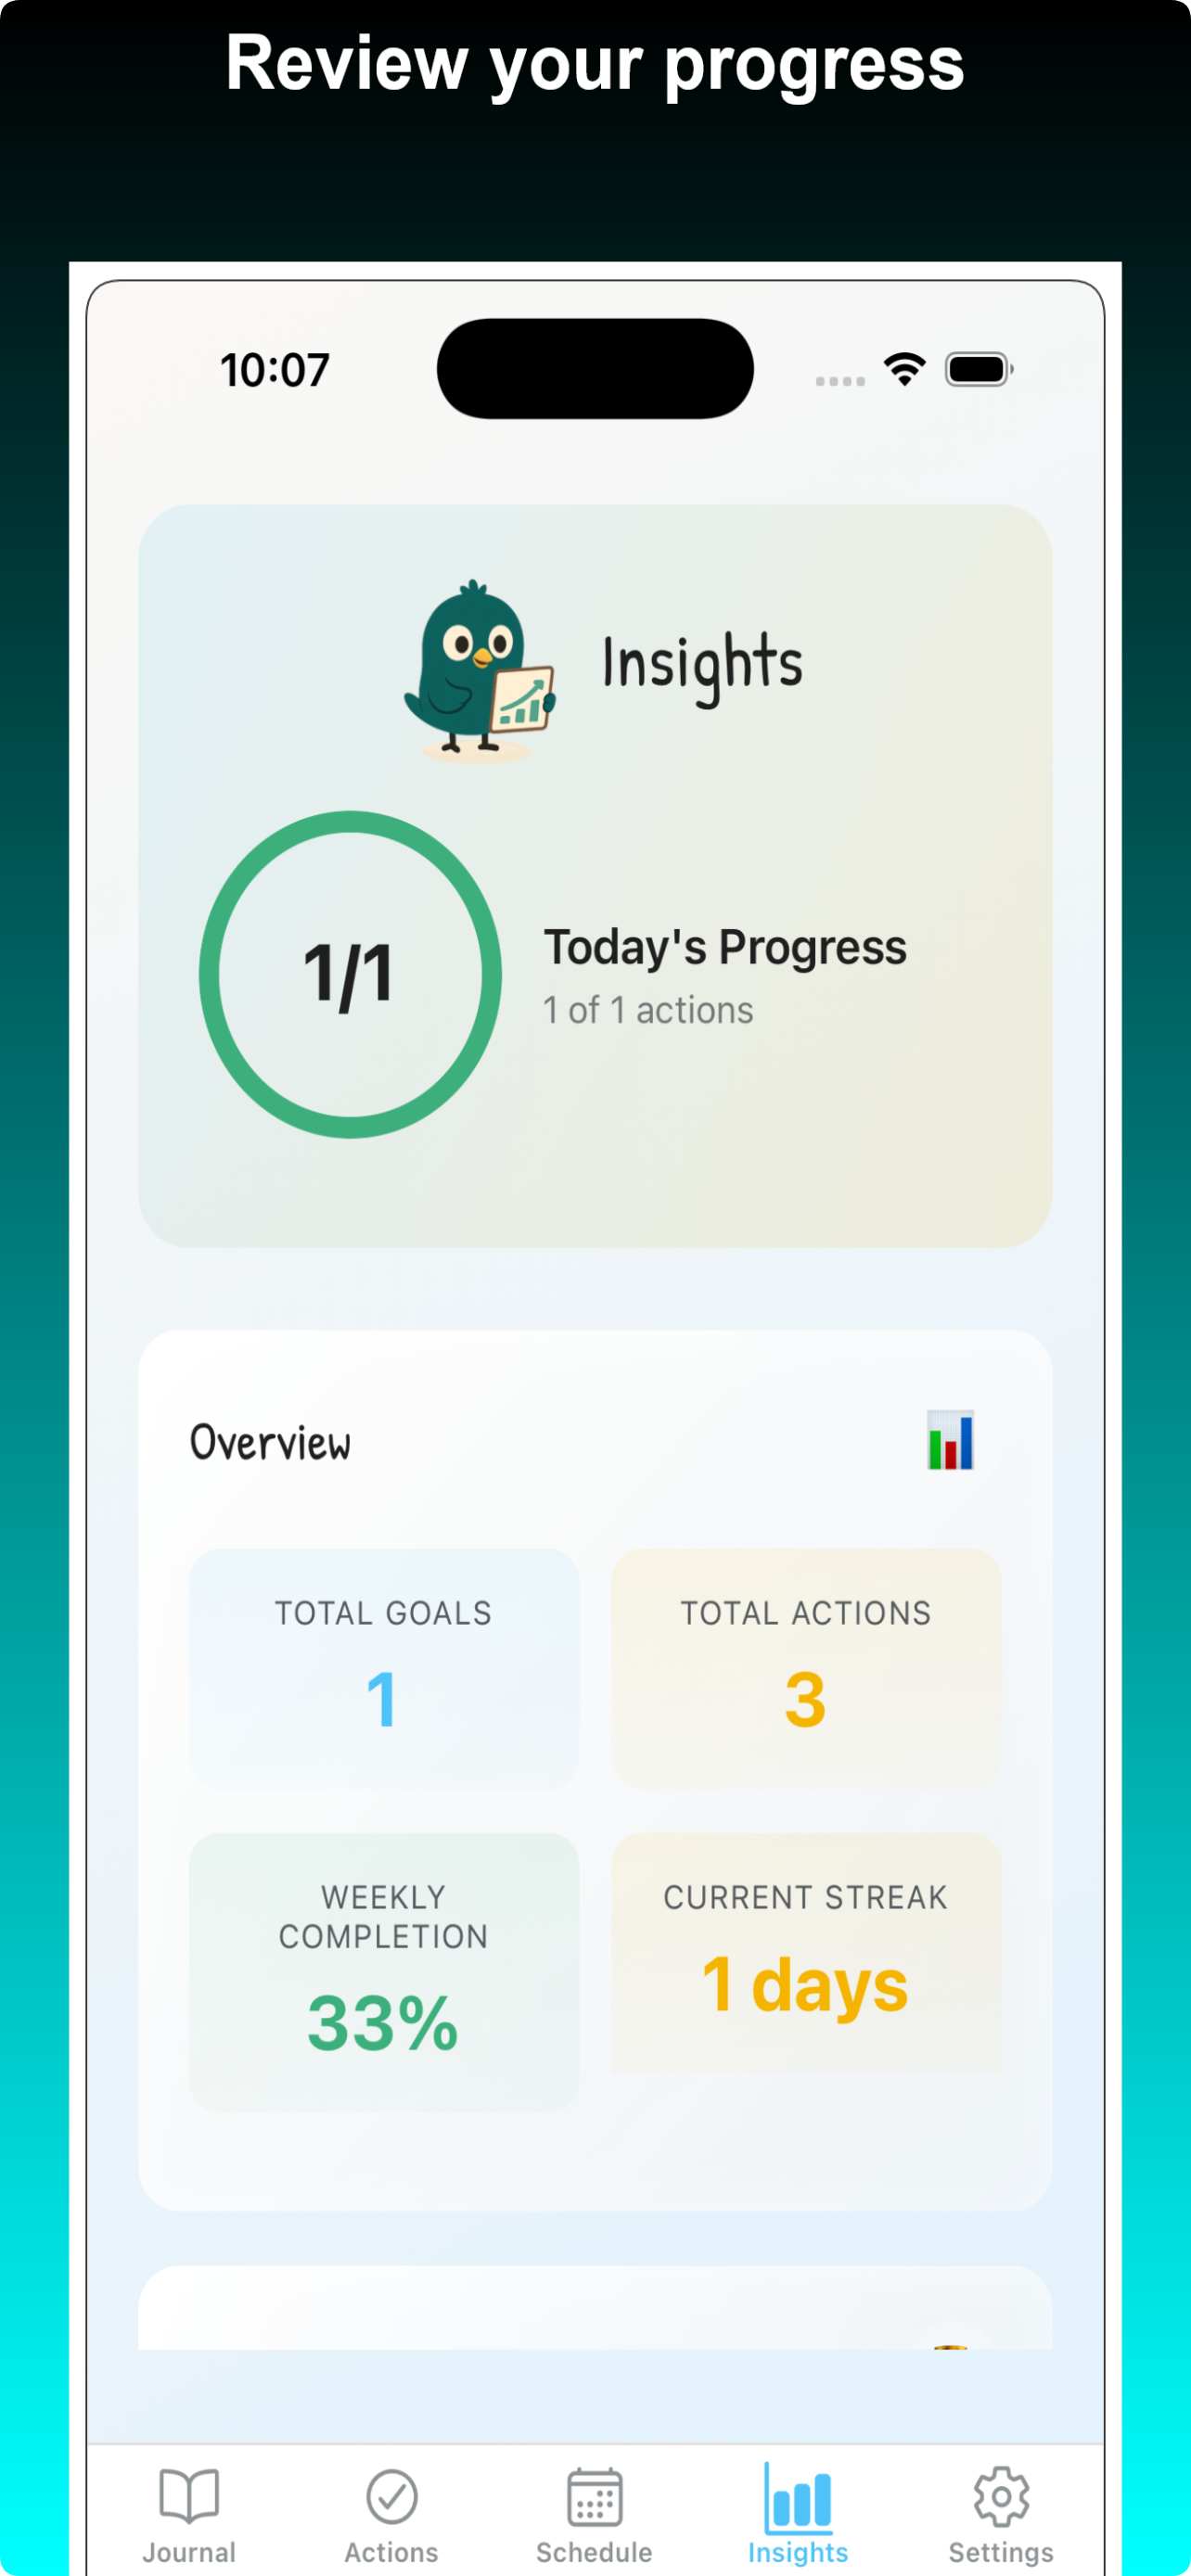 Review your progress
10:07
Insights
1/1
Today's Progress
1 of 1 actions
Overview
TOTAL GOALS
1
TOTAL ACTIONS
3
WEEKLY
COMPLETION
33%
CURRENT STREAK
1 days
Journal
Actions
Schedule
Insights
Settings